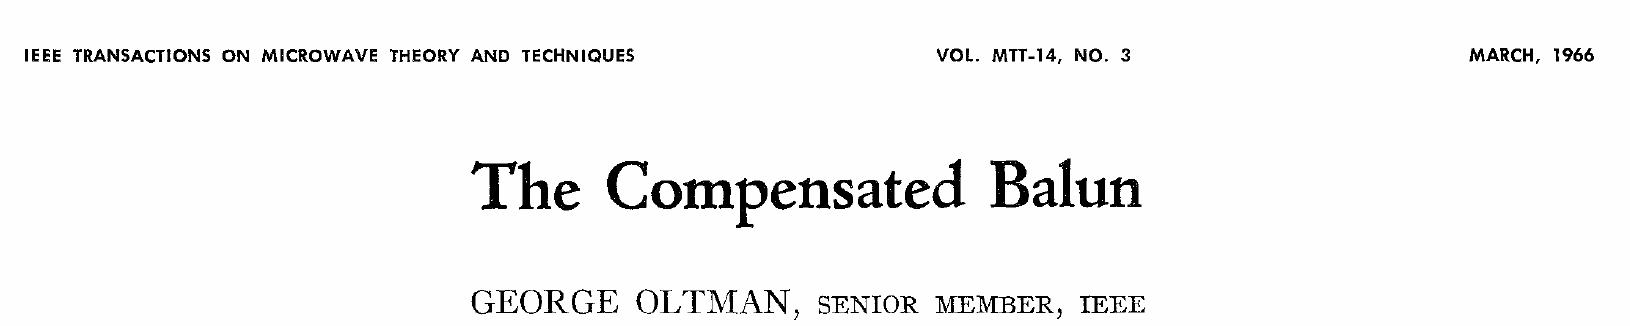 IEEE TRANSACTIONS ON MICROWAVE THEORY AND TECHNIQUES VOL. MTT-14, NO. 3 MARCH, 1966
The Compensated Balun
GEORGE OLTMAN, SENIOR MEMBER, IEEE